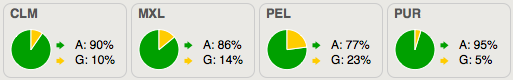 CLM
A: 90%
G: 10%
MXL
A: 86%
G: 14%
PEL
A: 77%
G: 23%
PUR
A: 95%
G: 5%